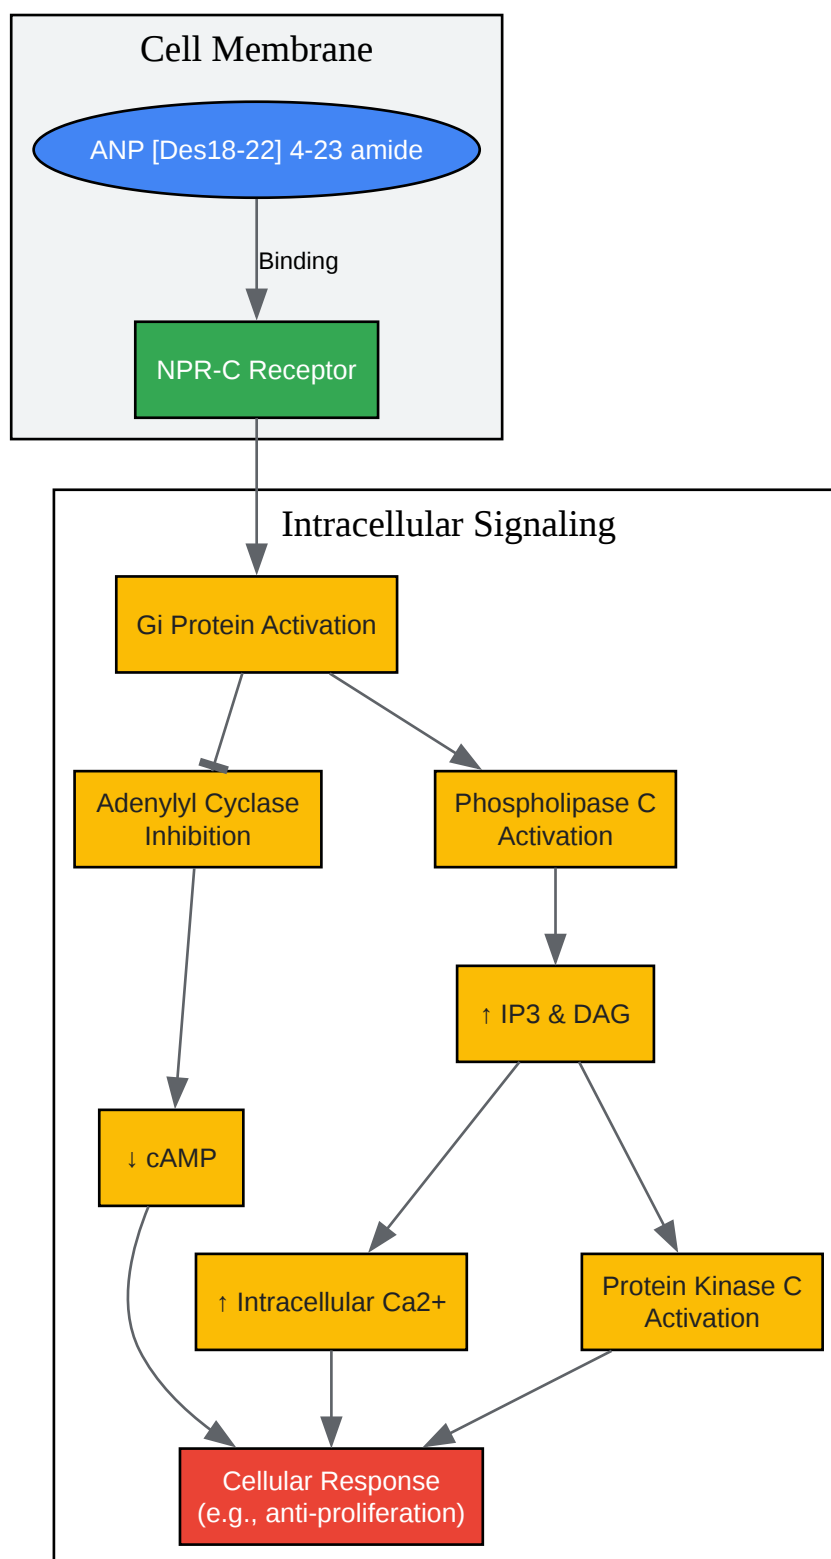 Cell Membrane
ANP [Des18-22] 4-23 amide
Binding
NPR-C Receptor
Intracellular Signaling
Gi Protein Activation
Adenylyl Cyclase
Inhibition
Phospholipase C
Activation
↑ IP3 & DAG
↓ cAMP
↑ Intracellular Ca2+
Protein Kinase C
Activation
Cellular Response
(e.g., anti-proliferation)